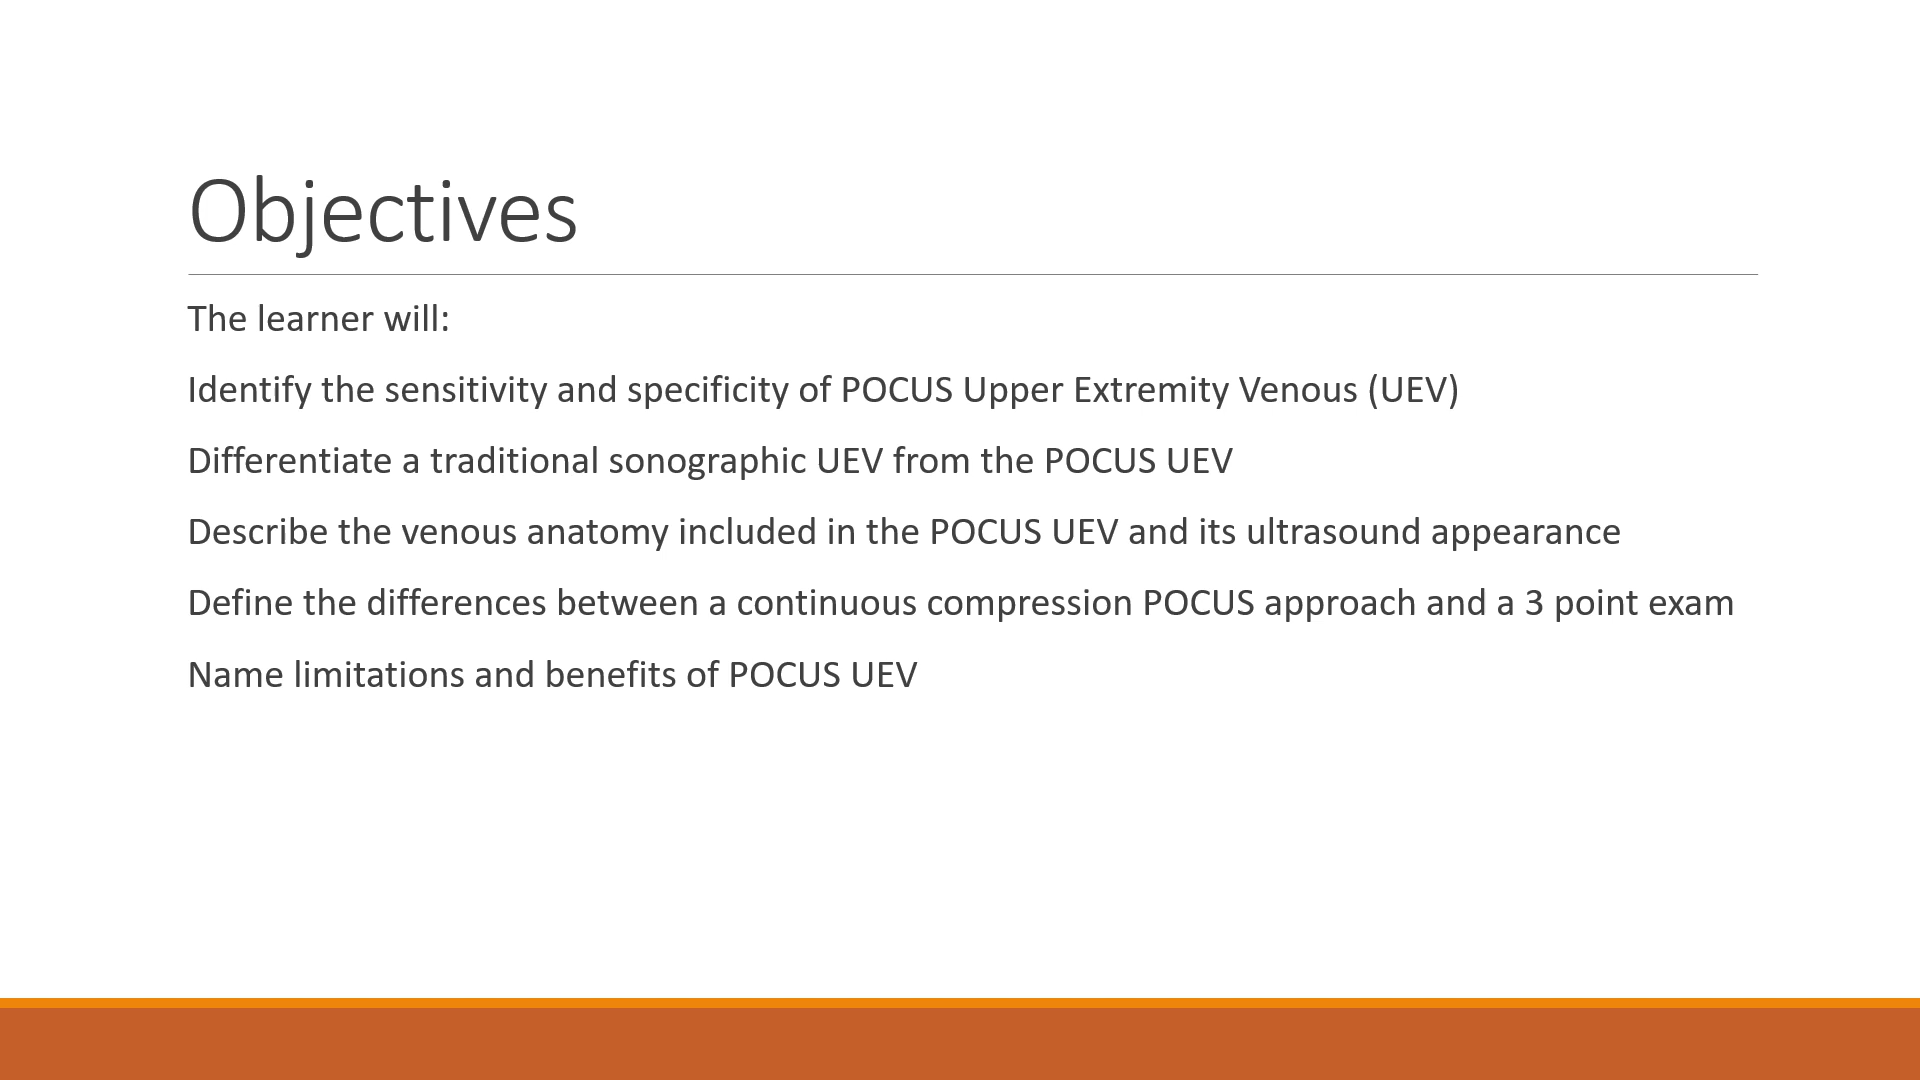 Objectives
The learner will:
Identify the sensitivity and specificity of POCUS Upper Extremity Venous (UEV)
Differentiate a traditional sonographic UEV from the POCUS UEV
Describe the venous anatomy included in the POCUS UEV and its ultrasound appearance
Define the differences between a continuous compression POCUS approach and a 3 point exam
Name limitations and benefits of POCUS UEV